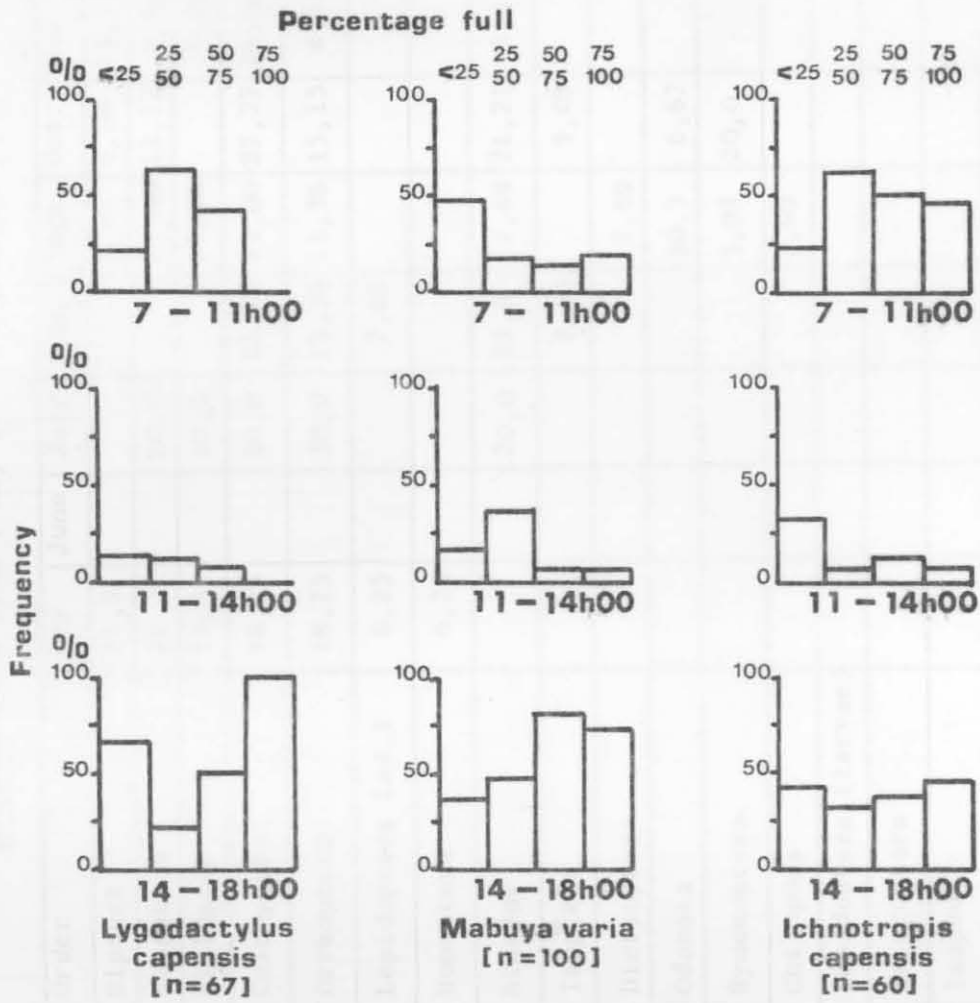 Percentage full
25 50 75 25 50 75 25 50 75
% ≤25 50 75 100 ≤25 50 75 100 ≤25 50 75 100
100 100 100
50 50 50
0 0 0
7 – 11h00 7 – 11h00 7 – 11h00
%
100 100 100
50 50 50
0 0 0
11 – 14h00 11 – 14h00 11 – 14h00
Frequency
%
100 100 100
50 50 50
0 0 0
14 – 18h00 14 – 18h00 14 – 18h00
Lygodactylus Mabuya varia Ichnotropis
capensis [n=100] capensis
[n=67] [n=60]